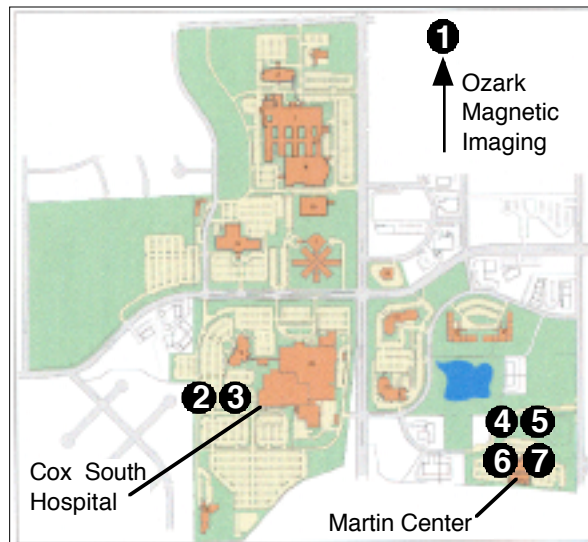 1
Ozark
Magnetic
Imaging
2 3
4 5
6 7
Cox South
Hospital
Martin Center